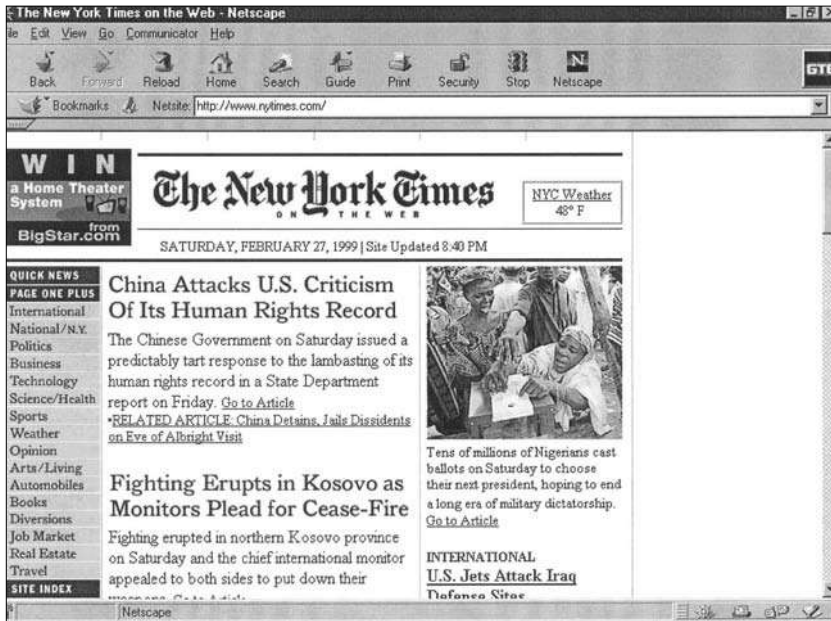 The New York Times on the Web - Netscape
ile Edit View Go Communicator Help
Back Forward Reload Home Search Guide Print Security Stop Netscape
Bookmarks Netsite: http://www.nytimes.com/
WIN
a Home Theater
System
from
BigStar.com
The New York Times
ON THE WEB
NYC Weather
48° F
SATURDAY, FEBRUARY 27, 1999 | Site Updated 8:40 PM
QUICK NEWS
PAGE ONE PLUS
International
National/N.Y.
Politics
Business
Technology
Science/Health
Sports
Weather
Opinion
Arts/Living
Automobiles
Books
Diversions
Job Market
Real Estate
Travel
SITE INDEX
China Attacks U.S. Criticism
Of Its Human Rights Record
The Chinese Government on Saturday issued a
predictably tart response to the lambasting of its
human rights record in a State Department
report on Friday. Go to Article
•RELATED ARTICLE: China Detains, Jails Dissidents
on Eve of Albright Visit
Fighting Erupts in Kosovo as
Monitors Plead for Cease-Fire
Fighting erupted in northern Kosovo province
on Saturday and the chief international monitor
appealed to both sides to put down their
weapons. Go to Article
Tens of millions of Nigerians cast
ballots on Saturday to choose
their next president, hoping to end
a long era of military dictatorship.
Go to Article
INTERNATIONAL
U.S. Jets Attack Iraq
Defense Sites
Netscape